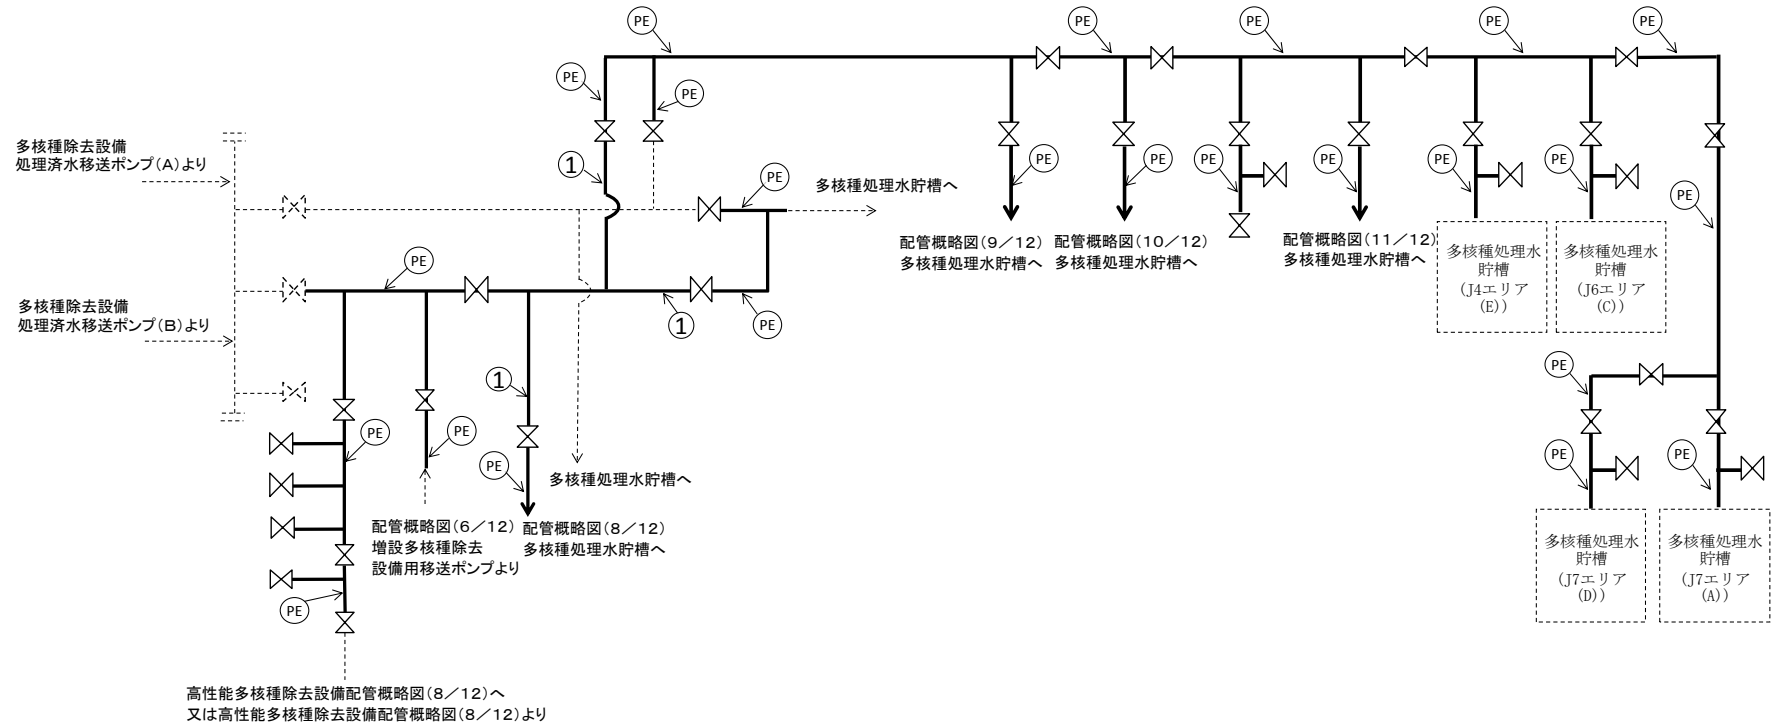 PE
PE
PE
PE
PE
PE
PE
多核種除去設備
処理済水移送ポンプ(A)より
①
PE
PE
PE
PE
PE
PE
PE
PE
多核種処理水貯槽へ
PE
配管概略図(9/12)
多核種処理水貯槽へ
配管概略図(10/12)
多核種処理水貯槽へ
配管概略図(11/12)
多核種処理水貯槽へ
多核種処理水
貯槽
(J4エリア
(E))
多核種処理水
貯槽
(J6エリア
(C))
PE
多核種除去設備
処理済水移送ポンプ(B)より
①
PE
①
PE
PE
PE
PE
PE
PE
多核種処理水貯槽へ
配管概略図(6/12)
増設多核種除去
設備用移送ポンプより
配管概略図(8/12)
多核種処理水貯槽へ
多核種処理水
貯槽
(J7エリア
(D))
多核種処理水
貯槽
(J7エリア
(A))
PE
高性能多核種除去設備配管概略図(8/12)へ
又は高性能多核種除去設備配管概略図(8/12)より